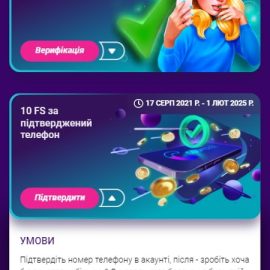 Верифікація
17 СЕРП 2021 Р. - 1 ЛЮТ 2025 Р.
10 FS за
підтверджений
телефон
Підтвердити
УМОВИ
Підтвердіть номер телефону в акаунті, після - зробіть хоча